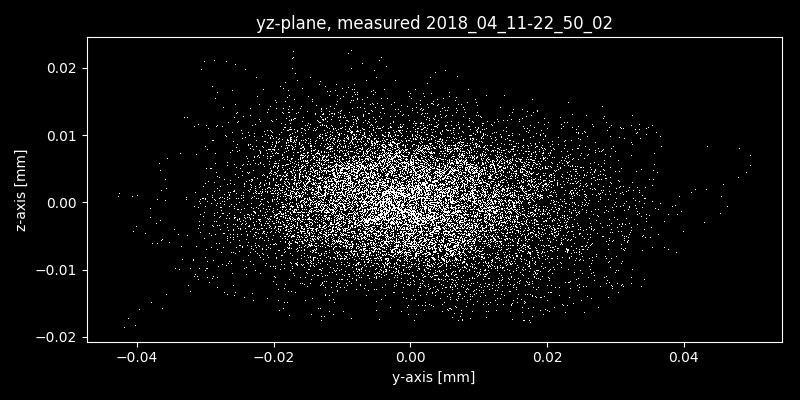 yz-plane, measured 2018_04_11-22_50_02
z-axis [mm]
0.02
0.01
0.00
−0.01
−0.02
−0.04 −0.02 0.00 0.02 0.04
y-axis [mm]